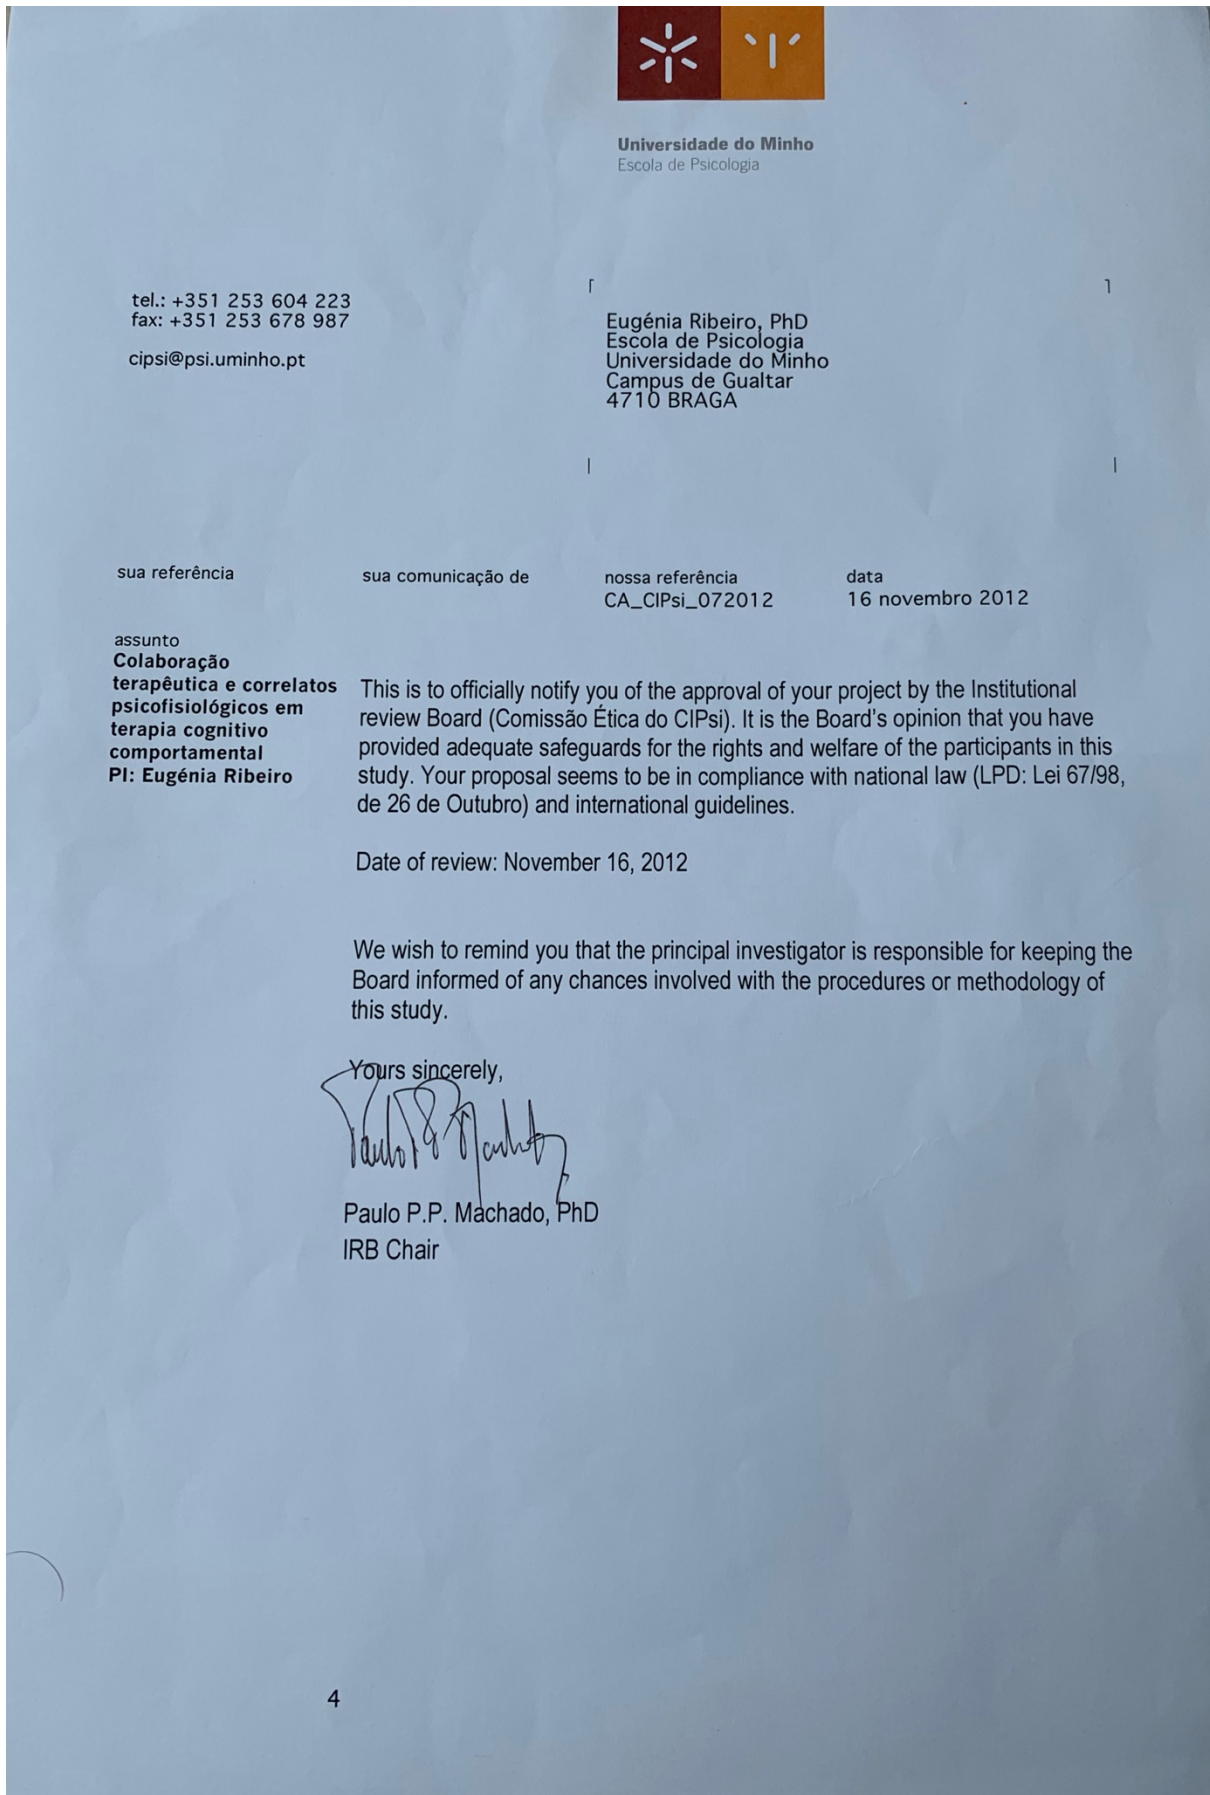 Universidade do Minho
Escola de Psicologia
tel.: +351 253 604 223
fax: +351 253 678 987
cipsi@psi.uminho.pt
Eugénia Ribeiro, PhD
Escola de Psicologia
Universidade do Minho
Campus de Gualtar
4710 BRAGA
sua referência
sua comunicação de
nossa referência
CA_CIPsi_072012
data
16 novembro 2012
assunto
Colaboração
terapêutica e correlatos
psicofisiológicos em
terapia cognitivo
comportamental
PI: Eugénia Ribeiro
This is to officially notify you of the approval of your project by the Institutional
review Board (Comissão Ética do CIPsi). It is the Board's opinion that you have
provided adequate safeguards for the rights and welfare of the participants in this
study. Your proposal seems to be in compliance with national law (LPD: Lei 67/98,
de 26 de Outubro) and international guidelines.
Date of review: November 16, 2012
We wish to remind you that the principal investigator is responsible for keeping the
Board informed of any chances involved with the procedures or methodology of
this study.
Yours sincerely,
Paulo P.P. Machado, PhD
IRB Chair
4